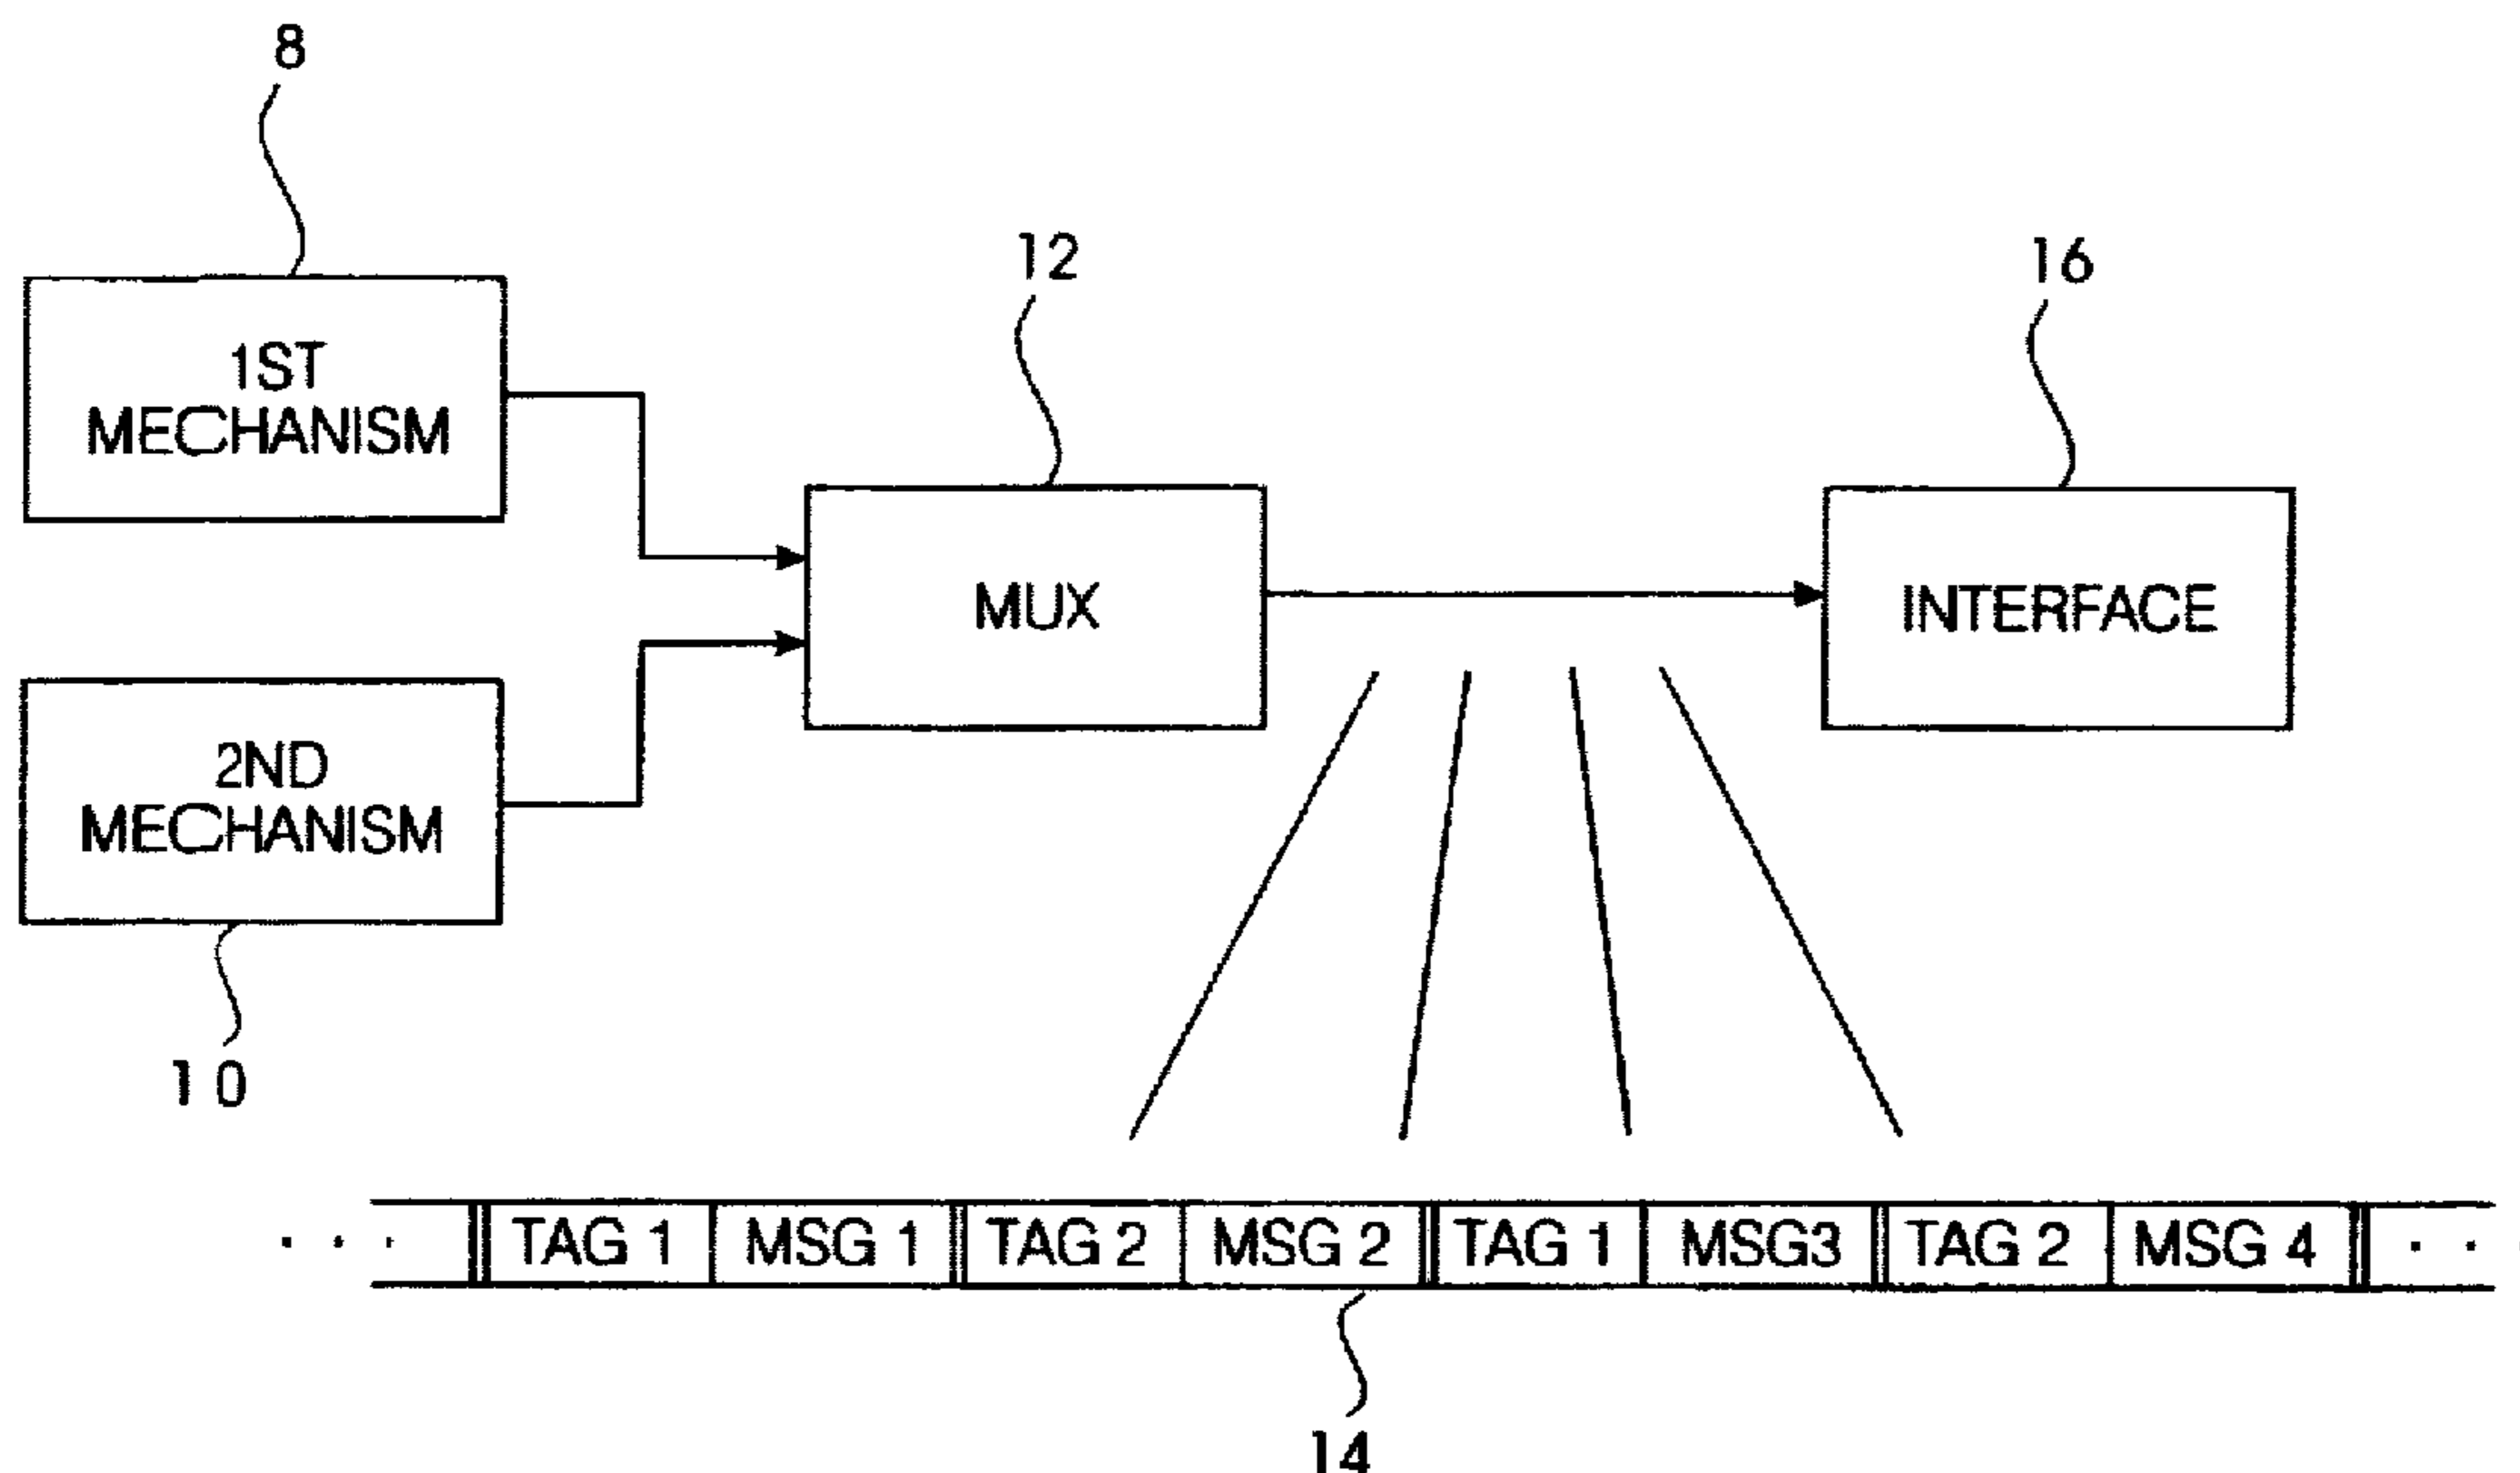 8
12
16
1ST
MECHANISM
MUX
INTERFACE
2ND
MECHANISM
10
· · · TAG 1 MSG 1 TAG 2 MSG 2 TAG 1 MSG3 TAG 2 MSG 4 · ·
14